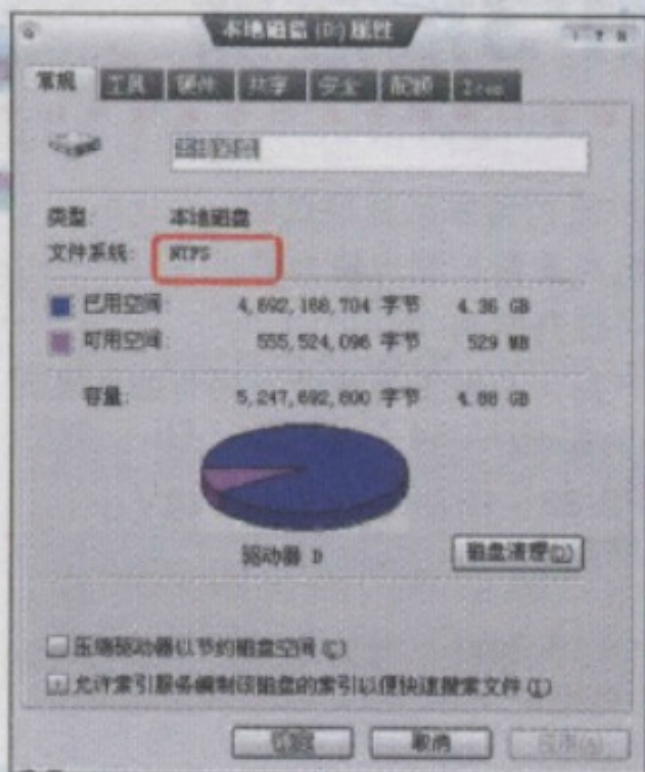 本地磁盘 (D:) 属性
常规 工具 硬件 共享 安全 配额
类型: 本地磁盘
文件系统: NTFS
已用空间: 4,692,168,704 字节 4.36 GB
可用空间: 555,524,096 字节 529 MB
容量: 5,247,692,800 字节 4.88 GB
驱动器 D
磁盘清理(D)
压缩驱动器以节约磁盘空间(C)
允许索引服务编制该磁盘的索引以便快速搜索文件(I)
确定 取消 应用(A)